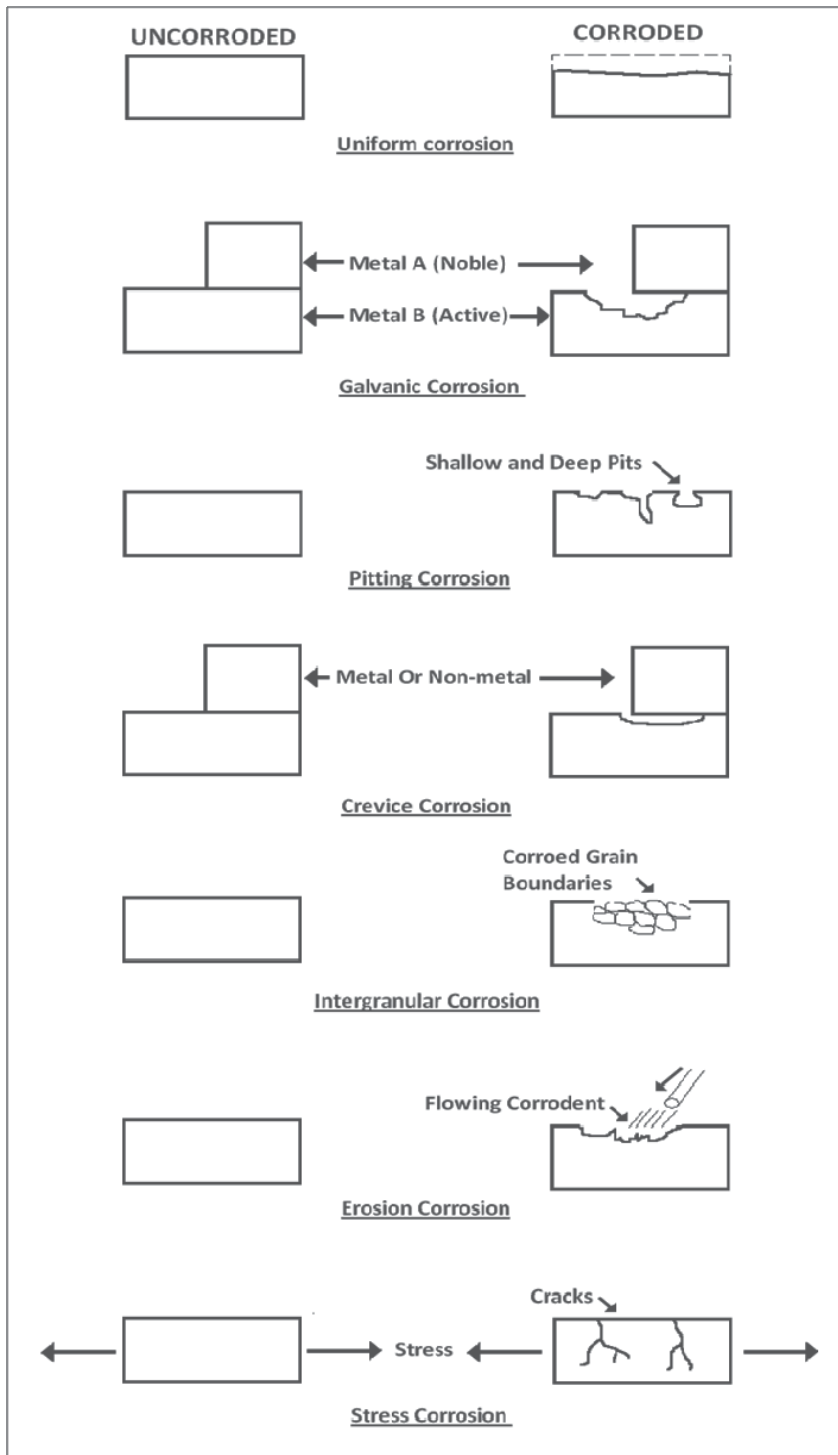 UNCORRODED
CORRODED
Uniform corrosion
Metal A (Noble)
Metal B (Active)
Galvanic Corrosion
Shallow and Deep Pits
Pitting Corrosion
Metal Or Non-metal
Crevice Corrosion
Corroed Grain
Boundaries
Intergranular Corrosion
Flowing Corrodent
Erosion Corrosion
Cracks
Stress
Stress Corrosion